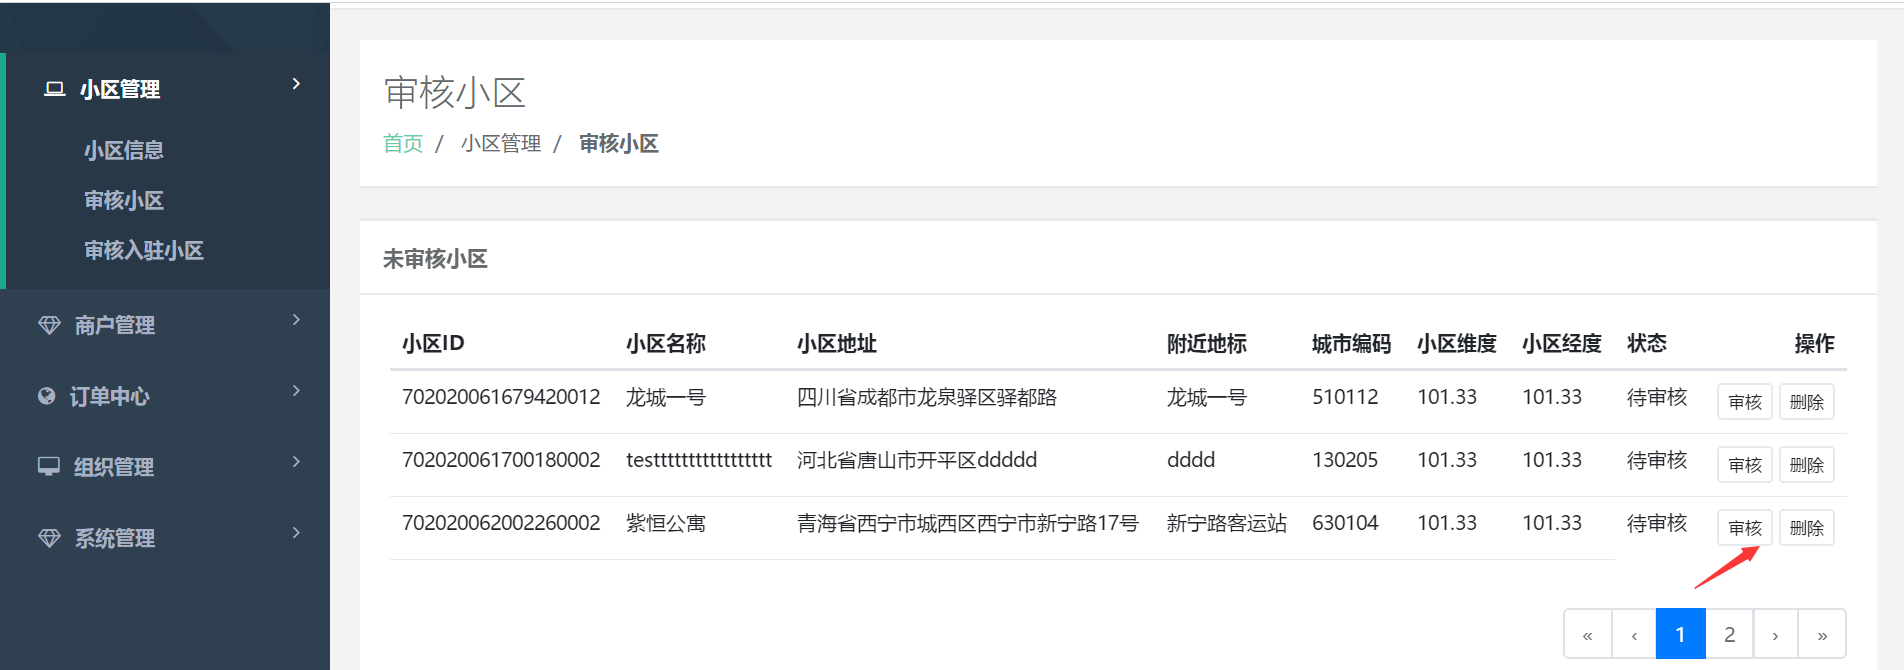 小区管理
小区信息
审核小区
审核入驻小区
商户管理
订单中心
组织管理
系统管理
审核小区
首页 / 小区管理 / 审核小区
未审核小区
小区ID 小区名称 小区地址 附近地标 城市编码 小区维度 小区经度 状态 操作
702020061679420012 龙城一号 四川省成都市龙泉驿区驿都路 龙城一号 510112 101.33 101.33 待审核 审核 删除
702020061700180002 testttttttttttttttttt 河北省唐山市开平区ddddd dddd 130205 101.33 101.33 待审核 审核 删除
702020062002260002 紫恒公寓 青海省西宁市城西区西宁市新宁路17号 新宁路客运站 630104 101.33 101.33 待审核 审核 删除
« ‹ 1 2 › »